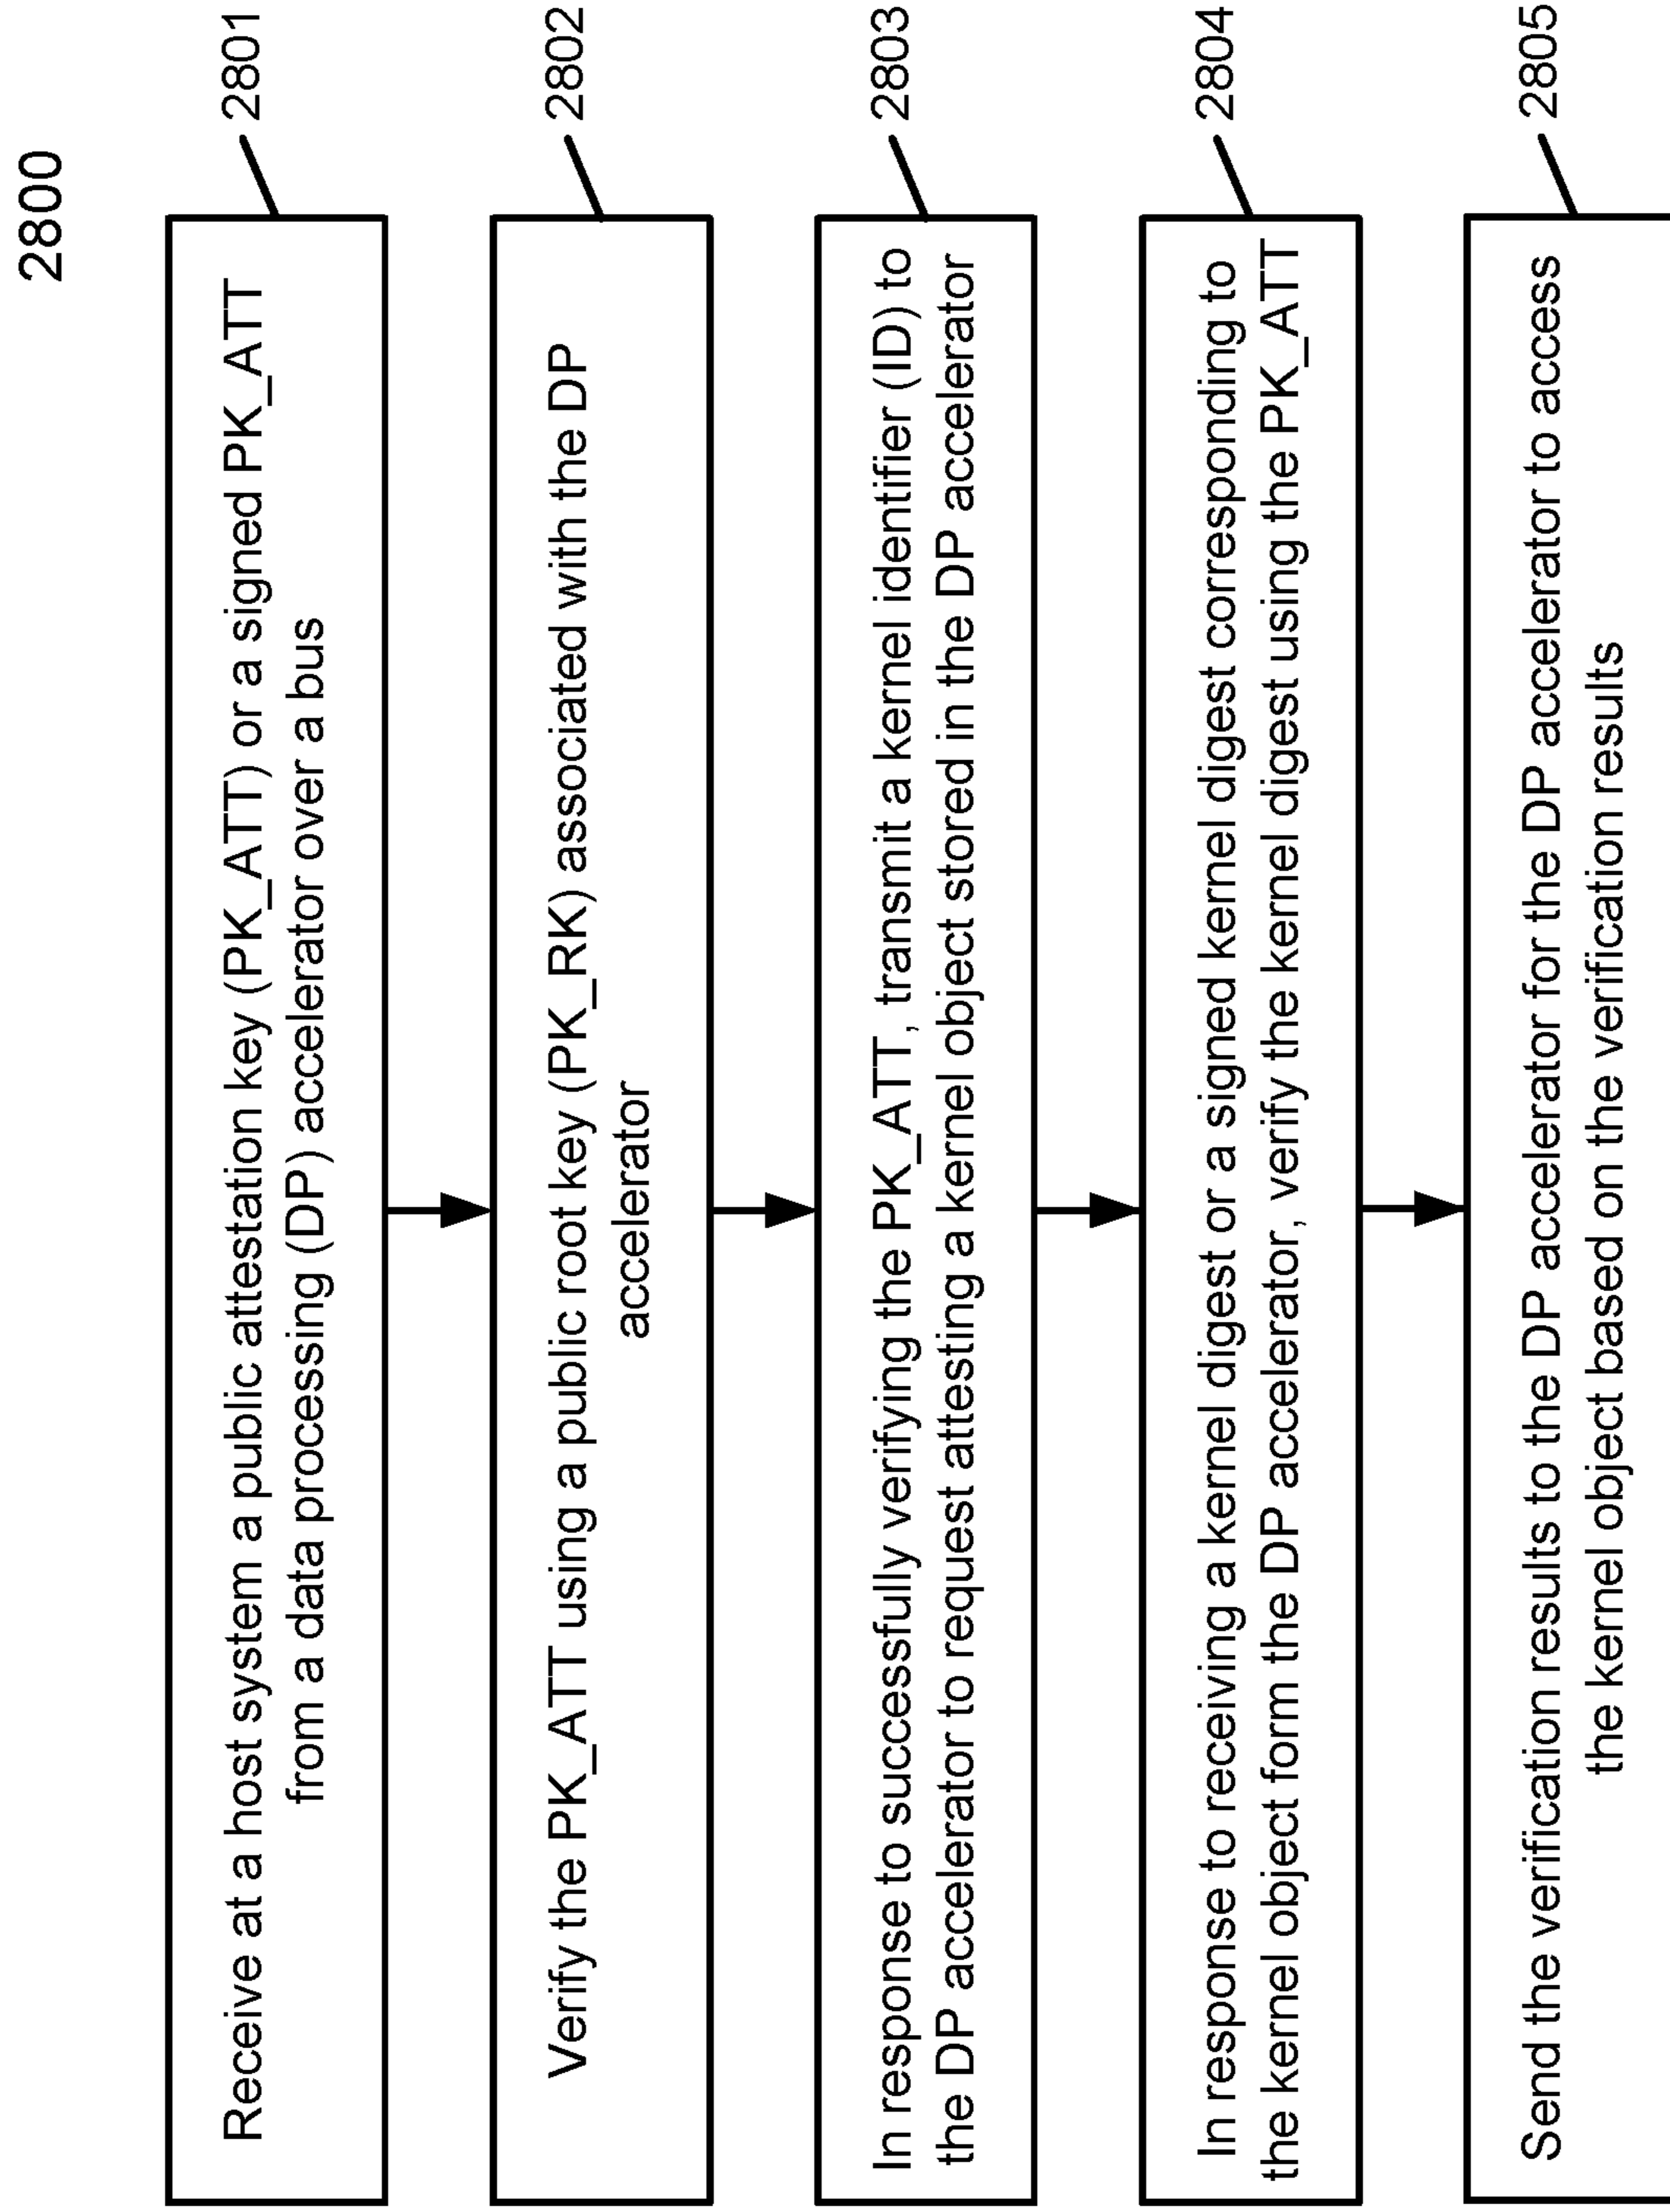 2800
Receive at a host system a public attestation key (PK_ATT) or a signed PK_ATT
from a data processing (DP) accelerator over a bus
2801
Verify the PK_ATT using a public root key (PK_RK) associated with the DP
accelerator
2802
In response to successfully verifying the PK_ATT, transmit a kernel identifier (ID) to
the DP accelerator to request attesting a kernel object stored in the DP accelerator
2803
In response to receiving a kernel digest or a signed kernel digest corresponding to
the kernel object form the DP accelerator, verify the kernel digest using the PK_ATT
2804
Send the verification results to the DP accelerator for the DP accelerator to access
the kernel object based on the verification results
2805